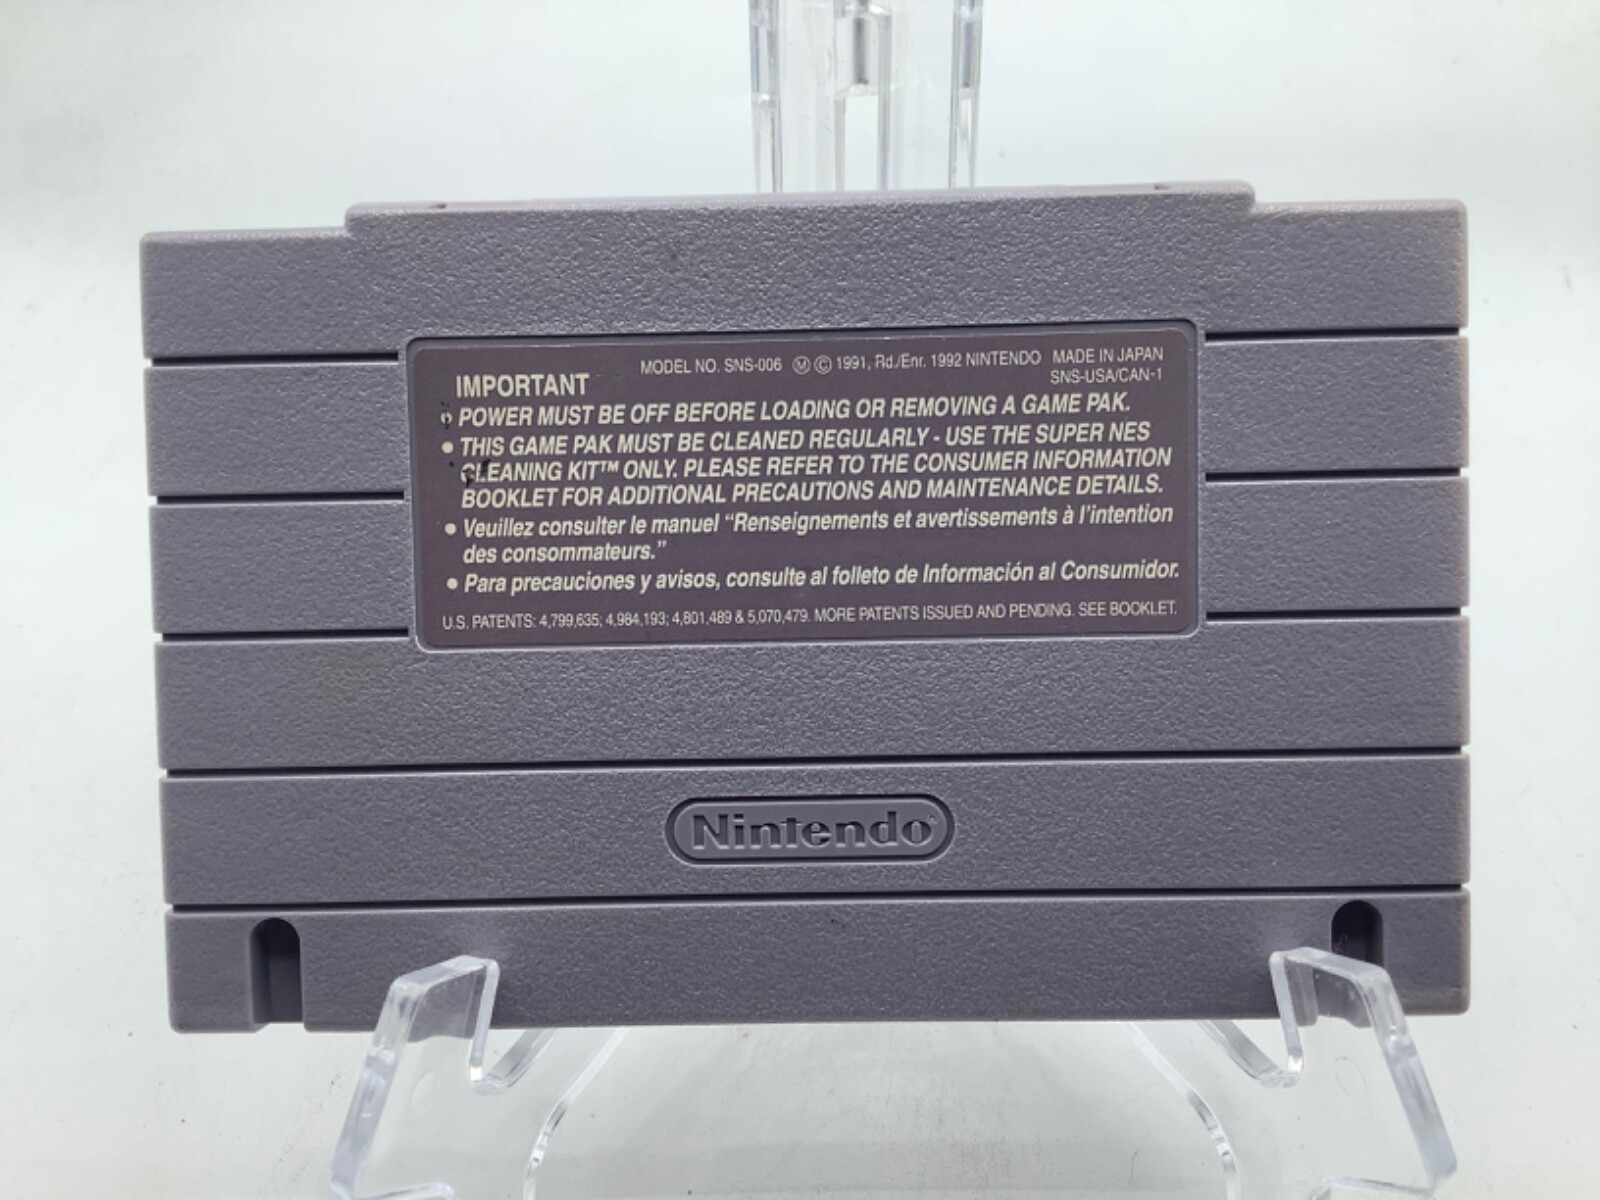 MODEL NO. SNS-006 Ⓜ © 1991, Rd./Enr. 1992 NINTENDO MADE IN JAPAN
SNS-USA/CAN-1
IMPORTANT
• POWER MUST BE OFF BEFORE LOADING OR REMOVING A GAME PAK.
• THIS GAME PAK MUST BE CLEANED REGULARLY - USE THE SUPER NES
CLEANING KIT™ ONLY. PLEASE REFER TO THE CONSUMER INFORMATION
BOOKLET FOR ADDITIONAL PRECAUTIONS AND MAINTENANCE DETAILS.
• Veuillez consulter le manuel “Renseignements et avertissements à l’intention
des consommateurs.”
• Para precauciones y avisos, consulte al folleto de Información al Consumidor.
U.S. PATENTS: 4,799,635; 4,984,193; 4,801,489 & 5,070,479. MORE PATENTS ISSUED AND PENDING. SEE BOOKLET.
Nintendo